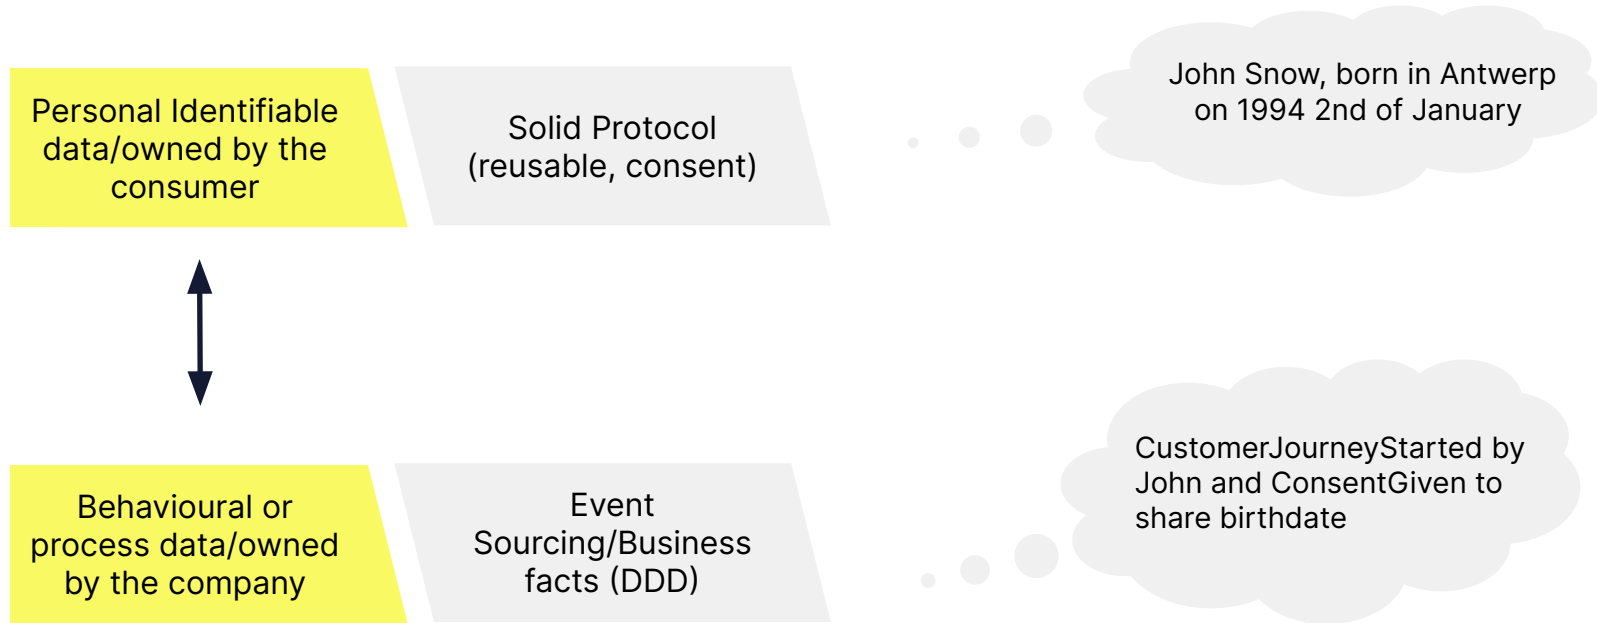 Personal Identifiable
data/owned by the
consumer
Solid Protocol
(reusable, consent)
John Snow, born in Antwerp
on 1994 2nd of January
Behavioural or
process data/owned
by the company
Event
Sourcing/Business
facts (DDD)
CustomerJourneyStarted by
John and ConsentGiven to
share birthdate